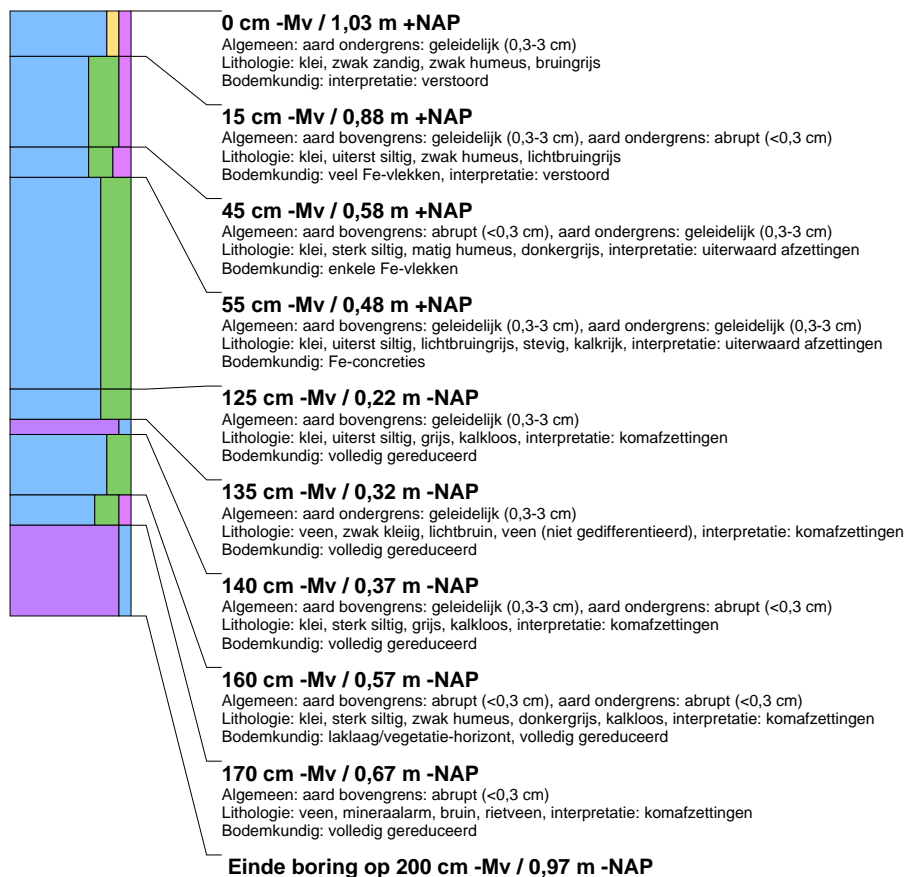 0 cm -Mv / 1,03 m +NAP
Algemeen: aard ondergrens: geleidelijk (0,3-3 cm)
Lithologie: klei, zwak zandig, zwak humeus, bruingrijs
Bodemkundig: interpretatie: verstoord
15 cm -Mv / 0,88 m +NAP
Algemeen: aard bovengrens: geleidelijk (0,3-3 cm), aard ondergrens: abrupt (<0,3 cm)
Lithologie: klei, uiterst siltig, zwak humeus, lichtbruingrijs
Bodemkundig: veel Fe-vlekken, interpretatie: verstoord
45 cm -Mv / 0,58 m +NAP
Algemeen: aard bovengrens: abrupt (<0,3 cm), aard ondergrens: geleidelijk (0,3-3 cm)
Lithologie: klei, sterk siltig, matig humeus, donkergrijs, interpretatie: uiterwaard afzettingen
Bodemkundig: enkele Fe-vlekken
55 cm -Mv / 0,48 m +NAP
Algemeen: aard bovengrens: geleidelijk (0,3-3 cm), aard ondergrens: geleidelijk (0,3-3 cm)
Lithologie: klei, uiterst siltig, lichtbruingrijs, stevig, kalkrijk, interpretatie: uiterwaard afzettingen
Bodemkundig: Fe-concreties
125 cm -Mv / 0,22 m -NAP
Algemeen: aard bovengrens: geleidelijk (0,3-3 cm)
Lithologie: klei, uiterst siltig, grijs, kalkloos, interpretatie: komafzettingen
Bodemkundig: volledig gereduceerd
135 cm -Mv / 0,32 m -NAP
Algemeen: aard ondergrens: geleidelijk (0,3-3 cm)
Lithologie: veen, zwak kleiig, lichtbruin, veen (niet gedifferentieerd), interpretatie: komafzettingen
Bodemkundig: volledig gereduceerd
140 cm -Mv / 0,37 m -NAP
Algemeen: aard bovengrens: geleidelijk (0,3-3 cm), aard ondergrens: abrupt (<0,3 cm)
Lithologie: klei, sterk siltig, grijs, kalkloos, interpretatie: komafzettingen
Bodemkundig: volledig gereduceerd
160 cm -Mv / 0,57 m -NAP
Algemeen: aard bovengrens: abrupt (<0,3 cm), aard ondergrens: abrupt (<0,3 cm)
Lithologie: klei, sterk siltig, zwak humeus, donkergrijs, kalkloos, interpretatie: komafzettingen
Bodemkundig: laklaag/vegetatie-horizont, volledig gereduceerd
170 cm -Mv / 0,67 m -NAP
Algemeen: aard bovengrens: abrupt (<0,3 cm)
Lithologie: veen, mineraalarm, bruin, rietveen, interpretatie: komafzettingen
Bodemkundig: volledig gereduceerd
Einde boring op 200 cm -Mv / 0,97 m -NAP